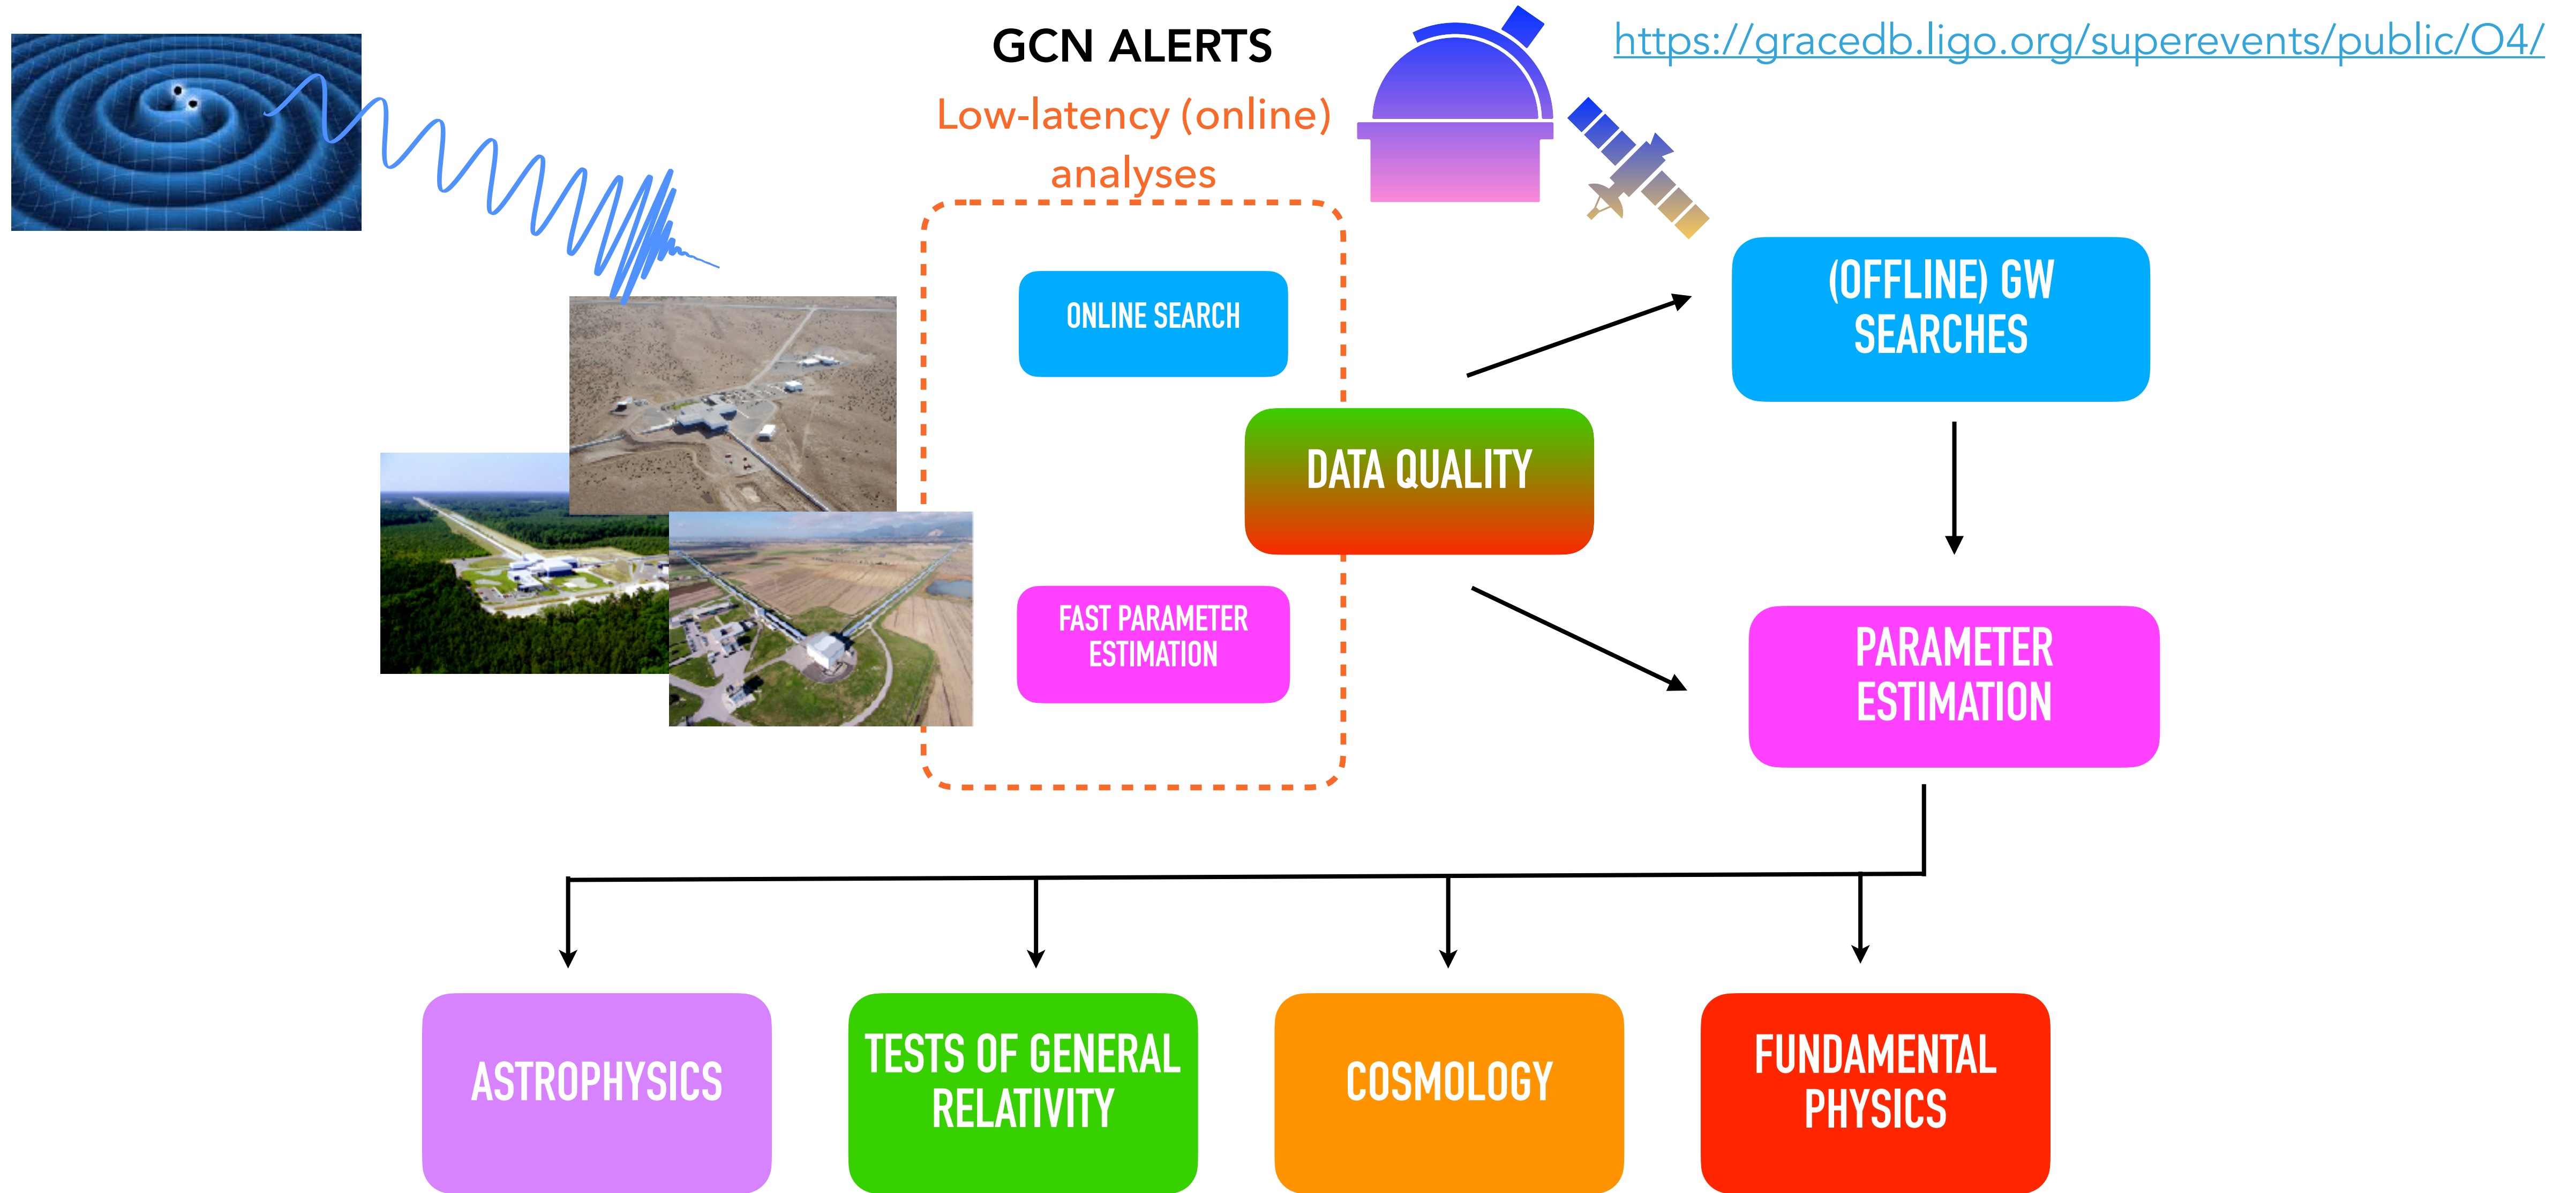 GCN ALERTS
Low-latency (online)
analyses
https://gracedb.ligo.org/superevents/public/O4/
ONLINE SEARCH
(OFFLINE) GW
SEARCHES
DATA QUALITY
FAST PARAMETER
ESTIMATION
PARAMETER
ESTIMATION
ASTROPHYSICS
TESTS OF GENERAL
RELATIVITY
COSMOLOGY
FUNDAMENTAL
PHYSICS